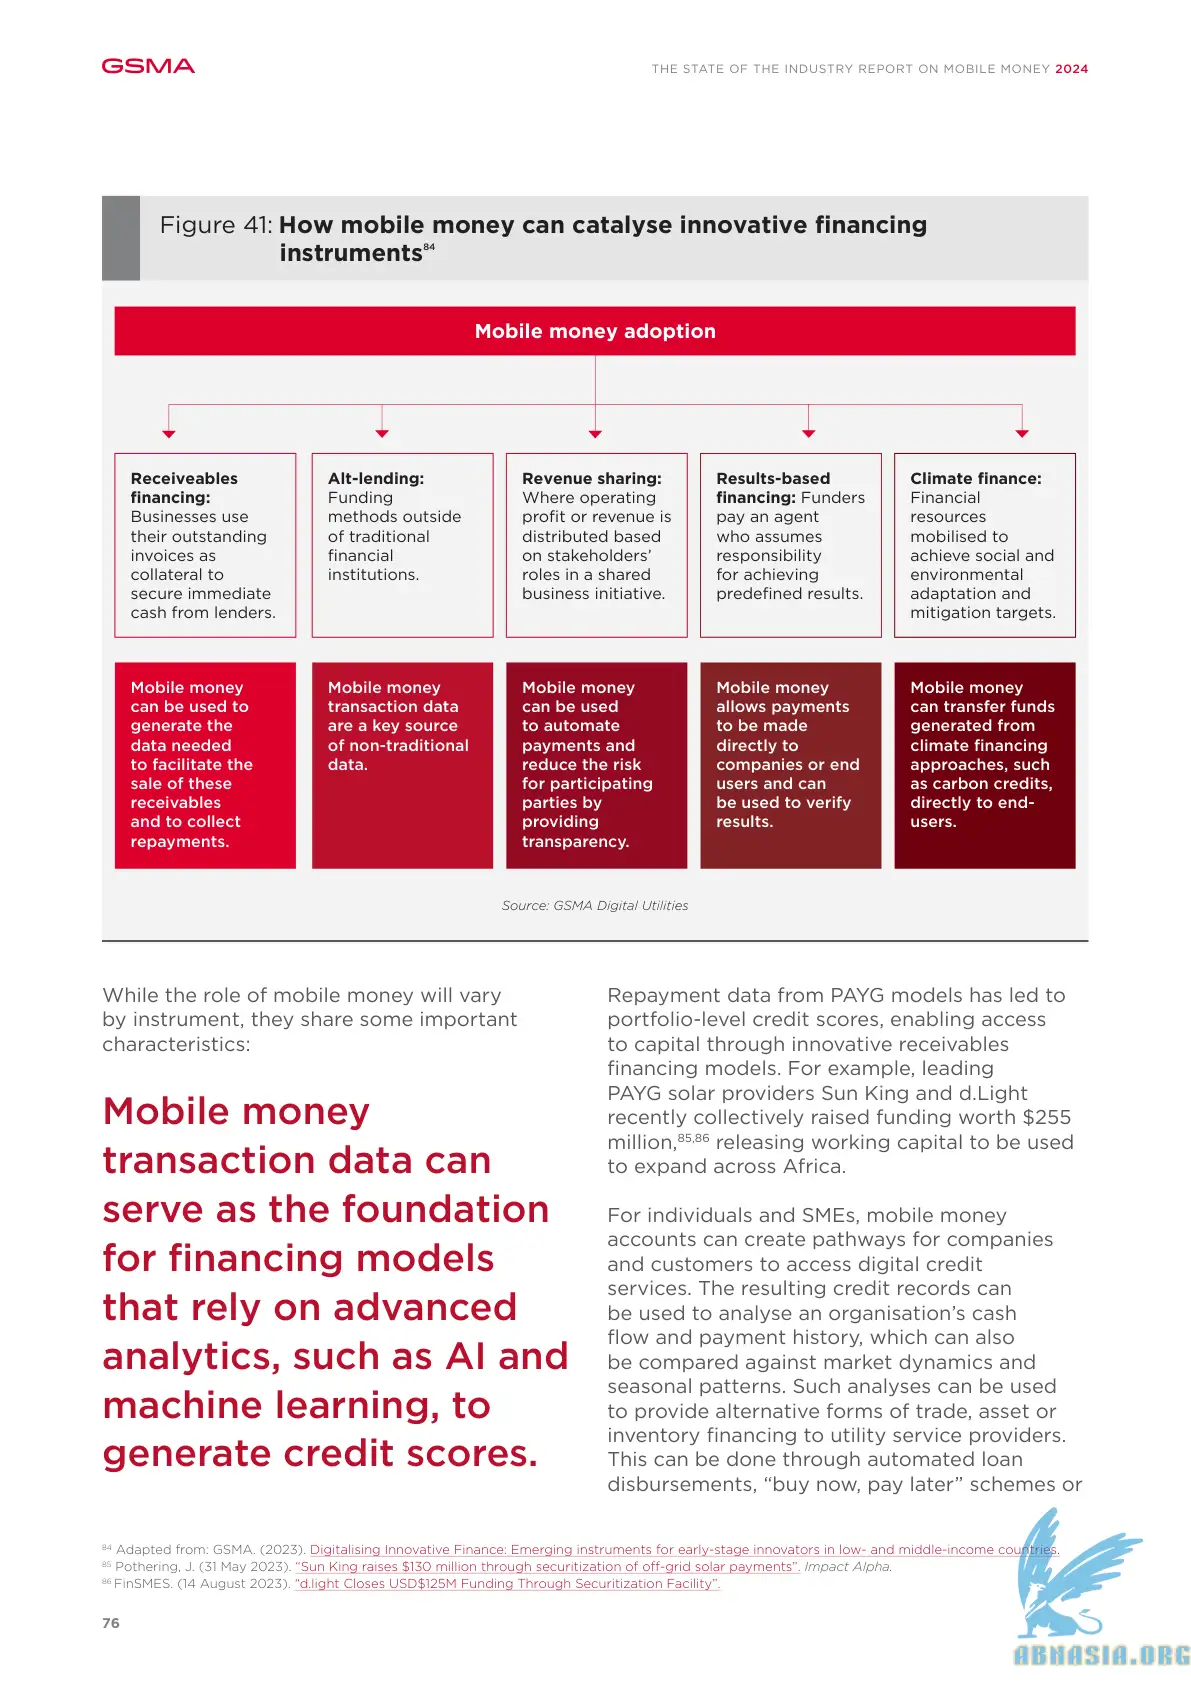 GSMA
THE STATE OF THE INDUSTRY REPORT ON MOBILE MONEY 2024
Figure 41: How mobile money can catalyse innovative financing
instruments84
Mobile money adoption
Receiveables
financing:
Businesses use
their outstanding
invoices as
collateral to
secure immediate
cash from lenders.
Alt-lending:
Funding
methods outside
of traditional
financial
institutions.
Revenue sharing:
Where operating
profit or revenue is
distributed based
on stakeholders’
roles in a shared
business initiative.
Results-based
financing: Funders
pay an agent
who assumes
responsibility
for achieving
predefined results.
Climate finance:
Financial
resources
mobilised to
achieve social and
environmental
adaptation and
mitigation targets.
Mobile money
can be used to
generate the
data needed
to facilitate the
sale of these
receivables
and to collect
repayments.
Mobile money
transaction data
are a key source
of non-traditional
data.
Mobile money
can be used
to automate
payments and
reduce the risk
for participating
parties by
providing
transparency.
Mobile money
allows payments
to be made
directly to
companies or end
users and can
be used to verify
results.
Mobile money
can transfer funds
generated from
climate financing
approaches, such
as carbon credits,
directly to end-
users.
Source: GSMA Digital Utilities
While the role of mobile money will vary
by instrument, they share some important
characteristics:
Mobile money
transaction data can
serve as the foundation
for financing models
that rely on advanced
analytics, such as AI and
machine learning, to
generate credit scores.
Repayment data from PAYG models has led to
portfolio-level credit scores, enabling access
to capital through innovative receivables
financing models. For example, leading
PAYG solar providers Sun King and d.Light
recently collectively raised funding worth $255
million,85,86 releasing working capital to be used
to expand across Africa.
For individuals and SMEs, mobile money
accounts can create pathways for companies
and customers to access digital credit
services. The resulting credit records can
be used to analyse an organisation’s cash
flow and payment history, which can also
be compared against market dynamics and
seasonal patterns. Such analyses can be used
to provide alternative forms of trade, asset or
inventory financing to utility service providers.
This can be done through automated loan
disbursements, “buy now, pay later” schemes or
84 Adapted from: GSMA. (2023). Digitalising Innovative Finance: Emerging instruments for early-stage innovators in low- and middle-income countries.
85 Pothering, J. (31 May 2023). “Sun King raises $130 million through securitization of off-grid solar payments”. Impact Alpha.
86 FinSMES. (14 August 2023). “d.light Closes USD$125M Funding Through Securitization Facility”.
76
ABNASIA.ORG